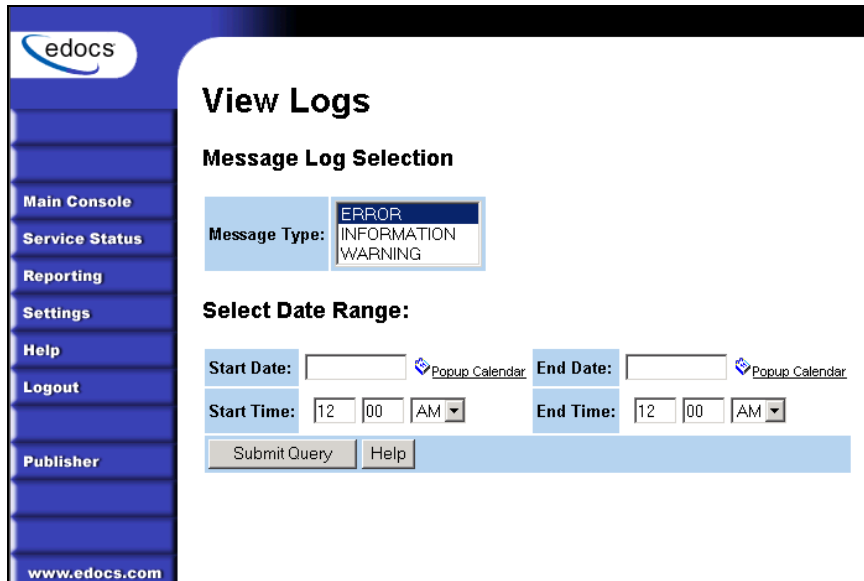 edocs
Main Console
Service Status
Reporting
Settings
Help
Logout
Publisher
www.edocs.com
View Logs
Message Log Selection
Message Type:
ERROR
INFORMATION
WARNING
Select Date Range:
Start Date: Popup Calendar End Date: Popup Calendar
Start Time: 12 00 AM End Time: 12 00 AM
Submit Query Help